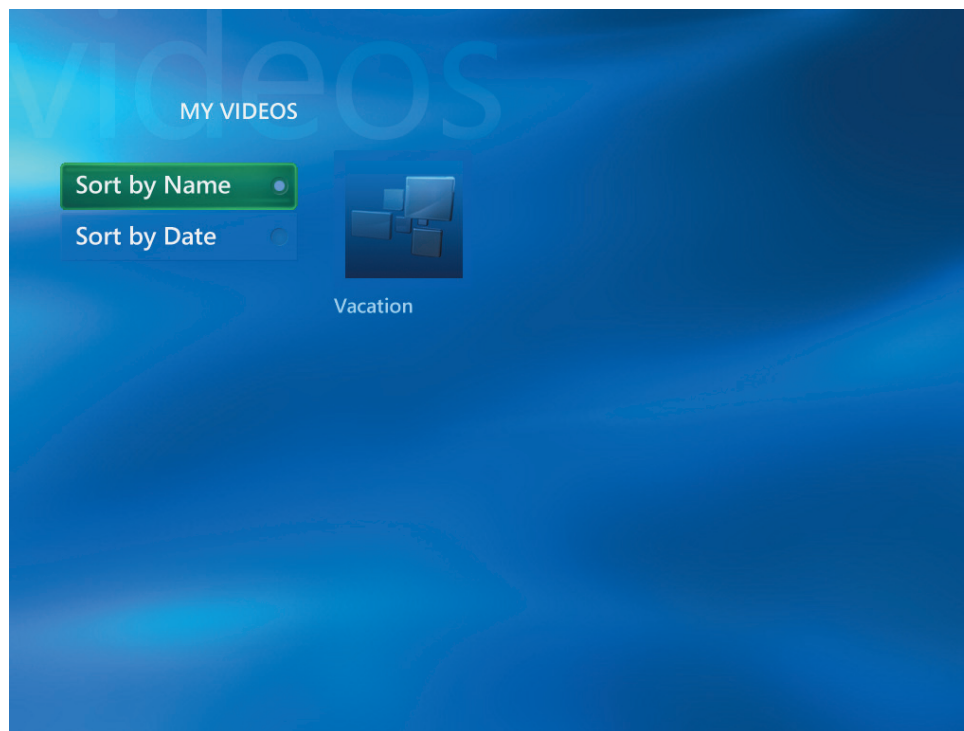 videos
MY VIDEOS
Sort by Name
Sort by Date
Vacation